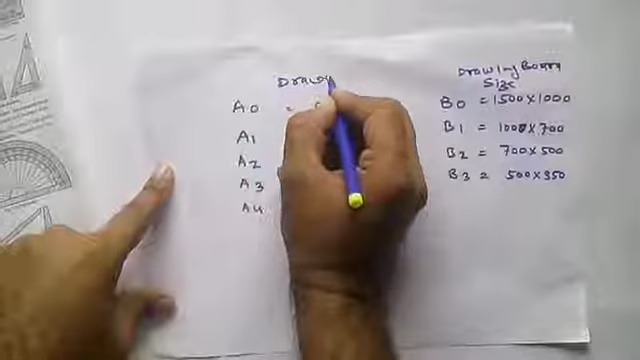 Drawin
A0 =
A1
A2
A3
A4
Drawing Board
Size
B0 = 1500 x 1000
B1 = 1000 x 700
B2 = 700 x 500
B3 = 500 x 350